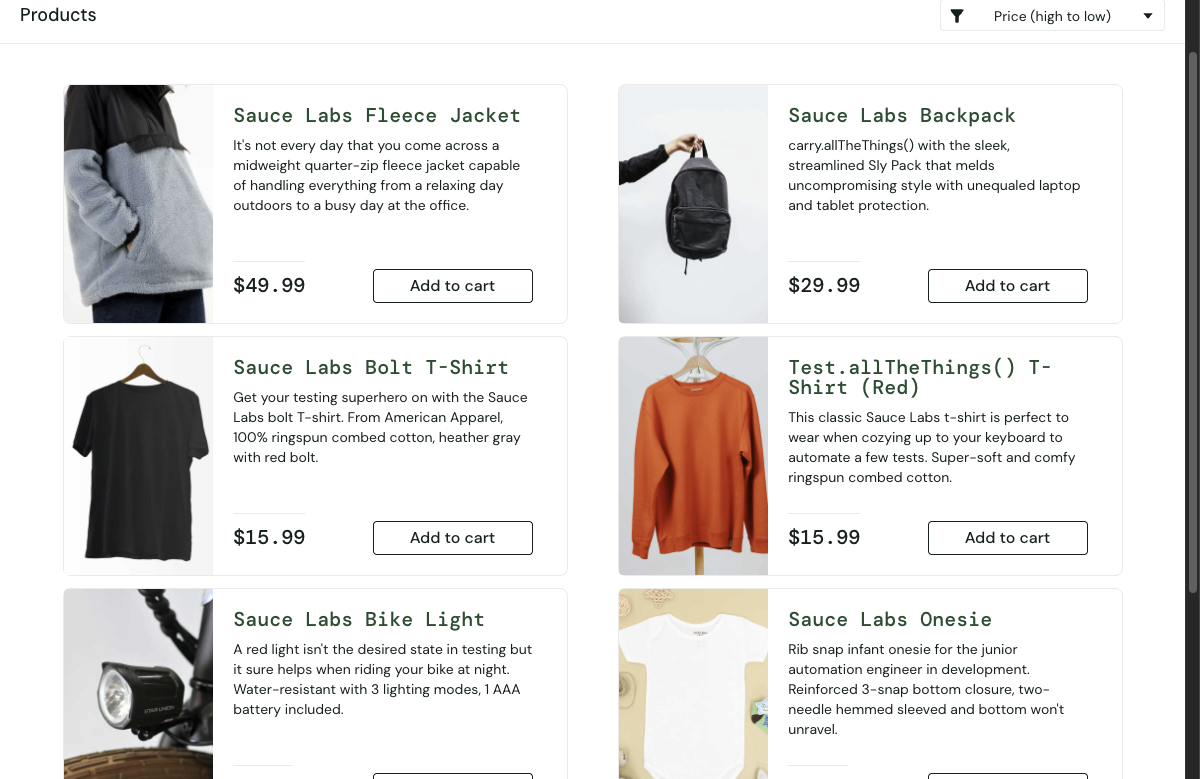 Products
Price (high to low)
Sauce Labs Fleece Jacket
It's not every day that you come across a
midweight quarter-zip fleece jacket capable
of handling everything from a relaxing day
outdoors to a busy day at the office.
$49.99
Add to cart
Sauce Labs Backpack
carry.allTheThings() with the sleek,
streamlined Sly Pack that melds
uncompromising style with unequaled laptop
and tablet protection.
$29.99
Add to cart
Sauce Labs Bolt T-Shirt
Get your testing superhero on with the Sauce
Labs bolt T-shirt. From American Apparel,
100% ringspun combed cotton, heather gray
with red bolt.
$15.99
Add to cart
Test.allTheThings() T-
Shirt (Red)
This classic Sauce Labs t-shirt is perfect to
wear when cozying up to your keyboard to
automate a few tests. Super-soft and comfy
ringspun combed cotton.
$15.99
Add to cart
Sauce Labs Bike Light
A red light isn't the desired state in testing but
it sure helps when riding your bike at night.
Water-resistant with 3 lighting modes, 1 AAA
battery included.
STAR UNION
Sauce Labs Onesie
Rib snap infant onesie for the junior
automation engineer in development.
Reinforced 3-snap bottom closure, two-
needle hemmed sleeved and bottom won't
unravel.